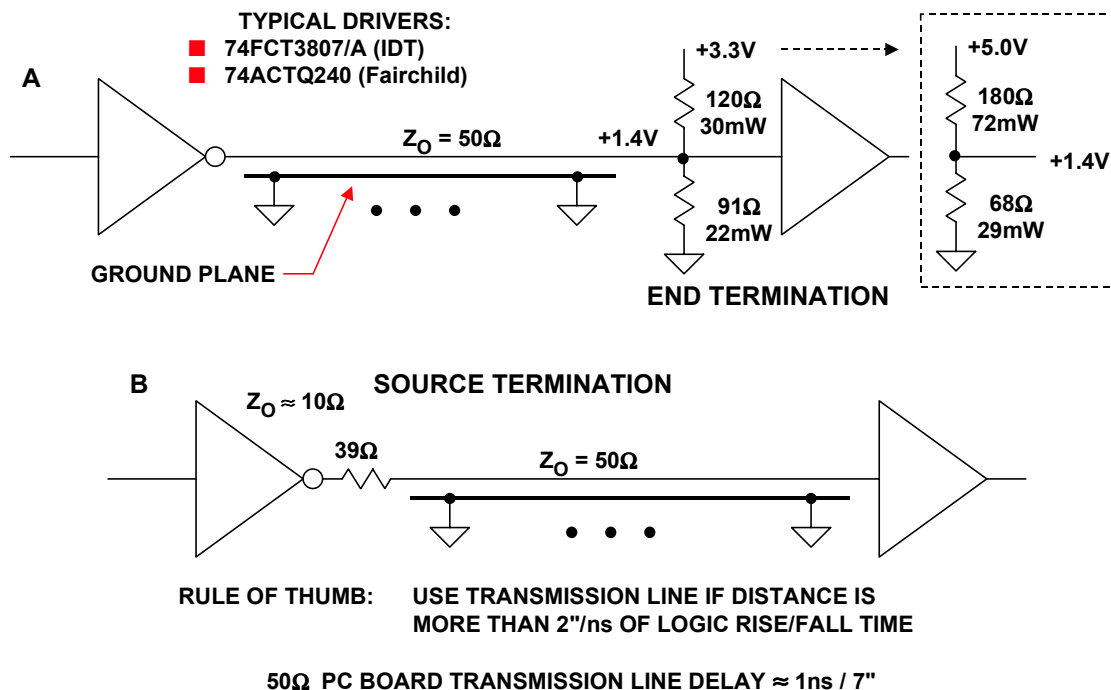 TYPICAL DRIVERS:
74FCT3807/A (IDT)
74ACTQ240 (Fairchild)
A
Z_O = 50Ω
+1.4V
+3.3V
120Ω
30mW
91Ω
22mW
+5.0V
180Ω
72mW
+1.4V
68Ω
29mW
GROUND PLANE
END TERMINATION
B
SOURCE TERMINATION
Z_O ≈ 10Ω
39Ω
Z_O = 50Ω
RULE OF THUMB: USE TRANSMISSION LINE IF DISTANCE IS
MORE THAN 2"/ns OF LOGIC RISE/FALL TIME
50Ω PC BOARD TRANSMISSION LINE DELAY ≈ 1ns / 7"